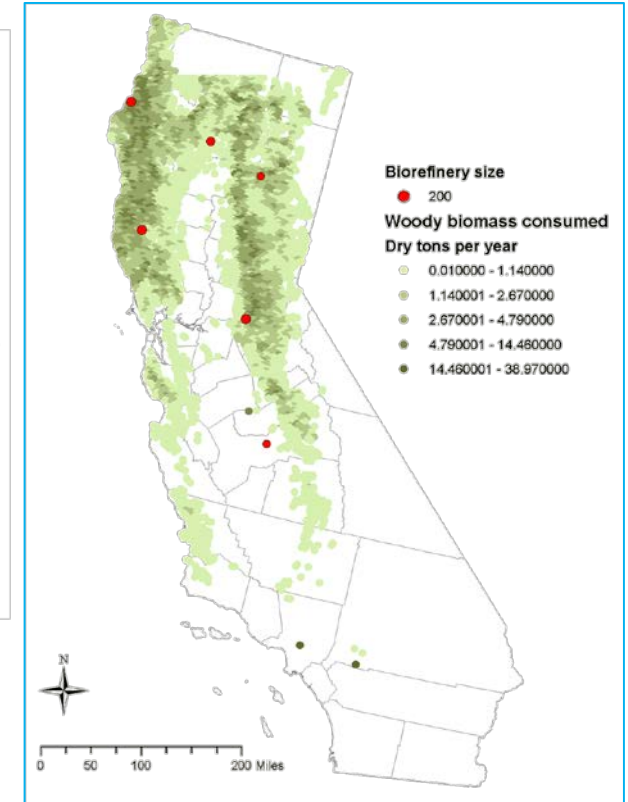 Biorefinery size
200
Woody biomass consumed
Dry tons per year
0.010000 - 1.140000
1.140001 - 2.670000
2.670001 - 4.790000
4.790001 - 14.460000
14.460001 - 38.970000
N
0 50 100 200 Miles